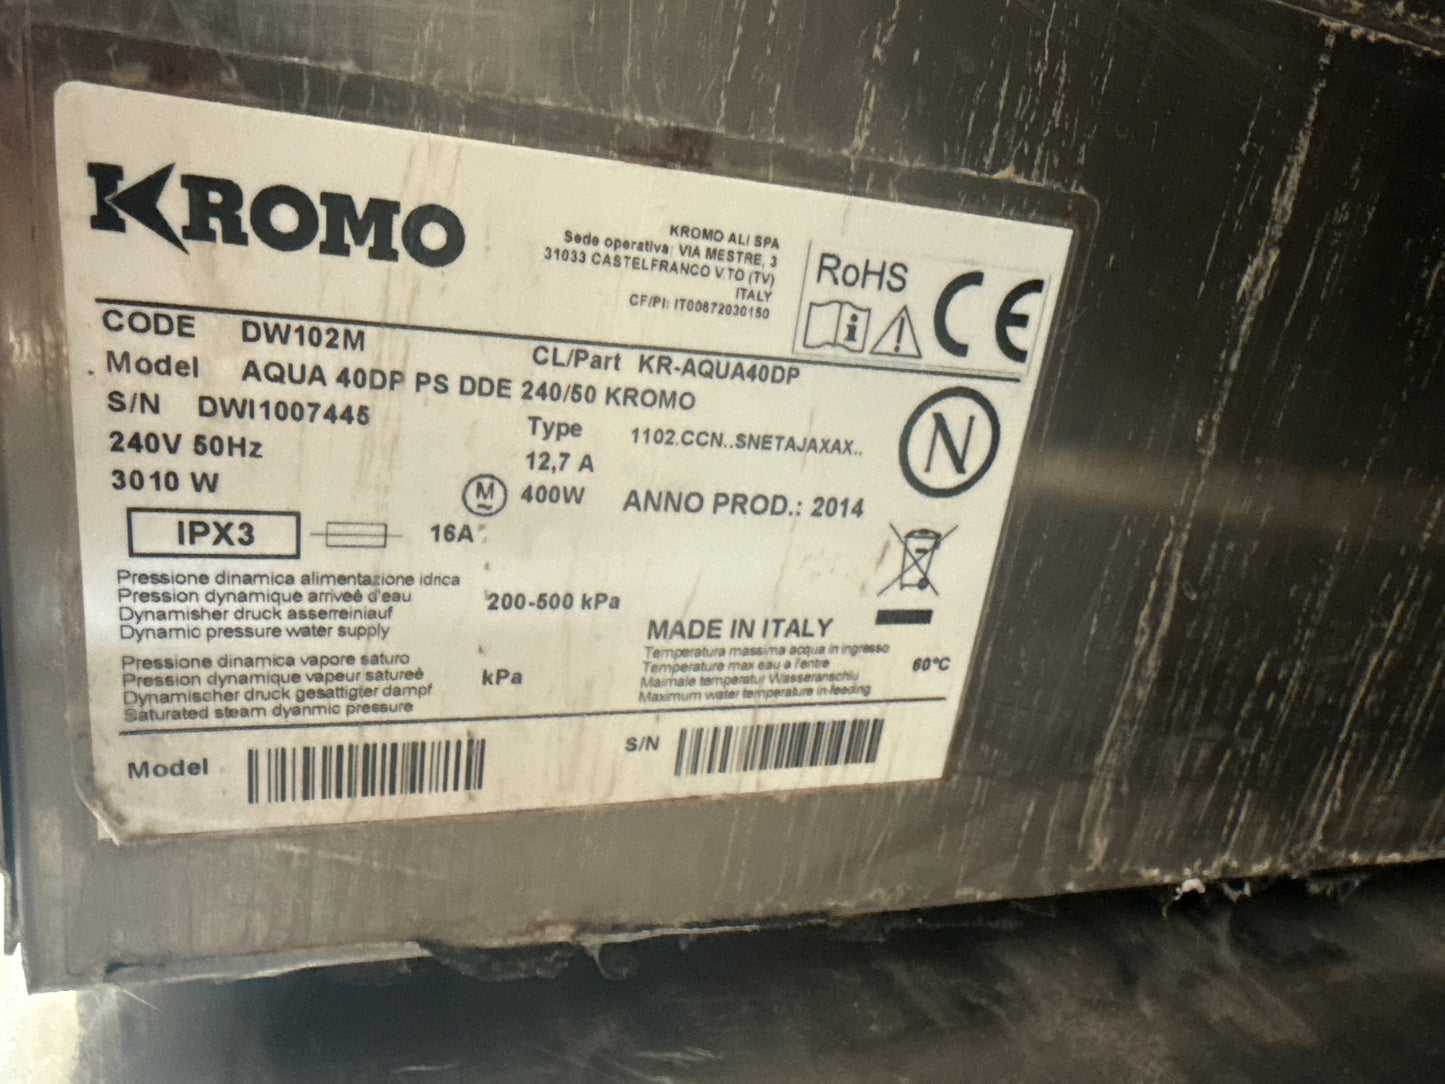 KROMO
KROMO ALI SPA
Sede operativa: VIA MESTRE, 3
31033 CASTELFRANCO V.TO (TV)
ITALY
CF/PI: IT00872030150
RoHS
CE
CODE DW102M
CL/Part KR-AQUA40DP
Model AQUA 40DP PS DDE 240/50 KROMO
S/N DWI1007445
Type 1102.CCN..SNETAJAXAX..
N
240V 50Hz
12,7 A
3010 W
M
~
400W
ANNO PROD.: 2014
IPX3
16A
Pressione dinamica alimentazione idrica
Pression dynamique arriveé d'eau
Dynamisher druck asserreiniauf
Dynamic pressure water supply
200-500 kPa
MADE IN ITALY
Temperatura massima acqua in ingresso
Temperature max eau a l'entre
Maimale temperatur Wasseranschlu
Maximum water temperature in-feeding
60°C
Pressione dinamica vapore saturo
Pression dynamique vapeur satureé
Dynamischer druck gesattigter dampf
Saturated steam dyanmic pressure
kPa
Model
S/N